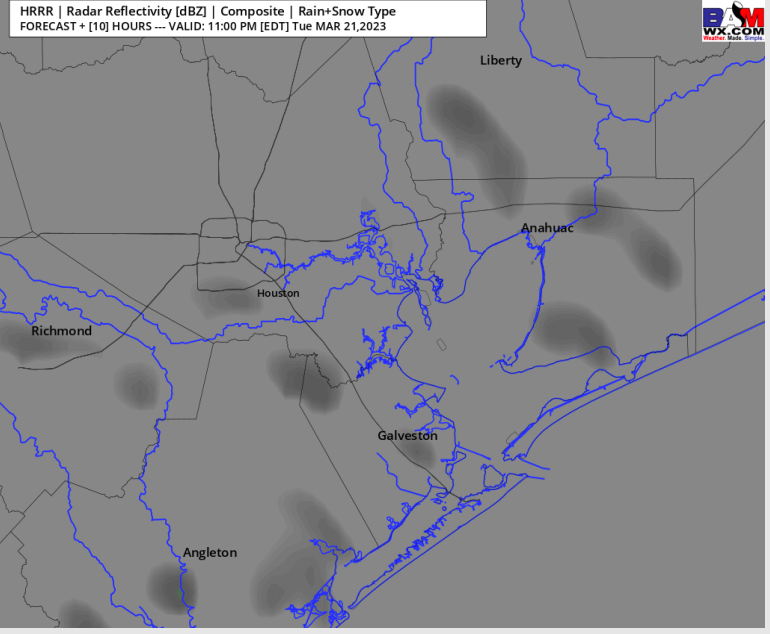 HRRR | Radar Reflectivity [dBZ] | Composite | Rain+Snow Type
FORECAST + [10] HOURS --- VALID: 11:00 PM [EDT] Tue MAR 21,2023
BAM
WX.COM
Weather. Made. Simple.
Liberty
Anahuac
Houston
Richmond
Galveston
Angleton